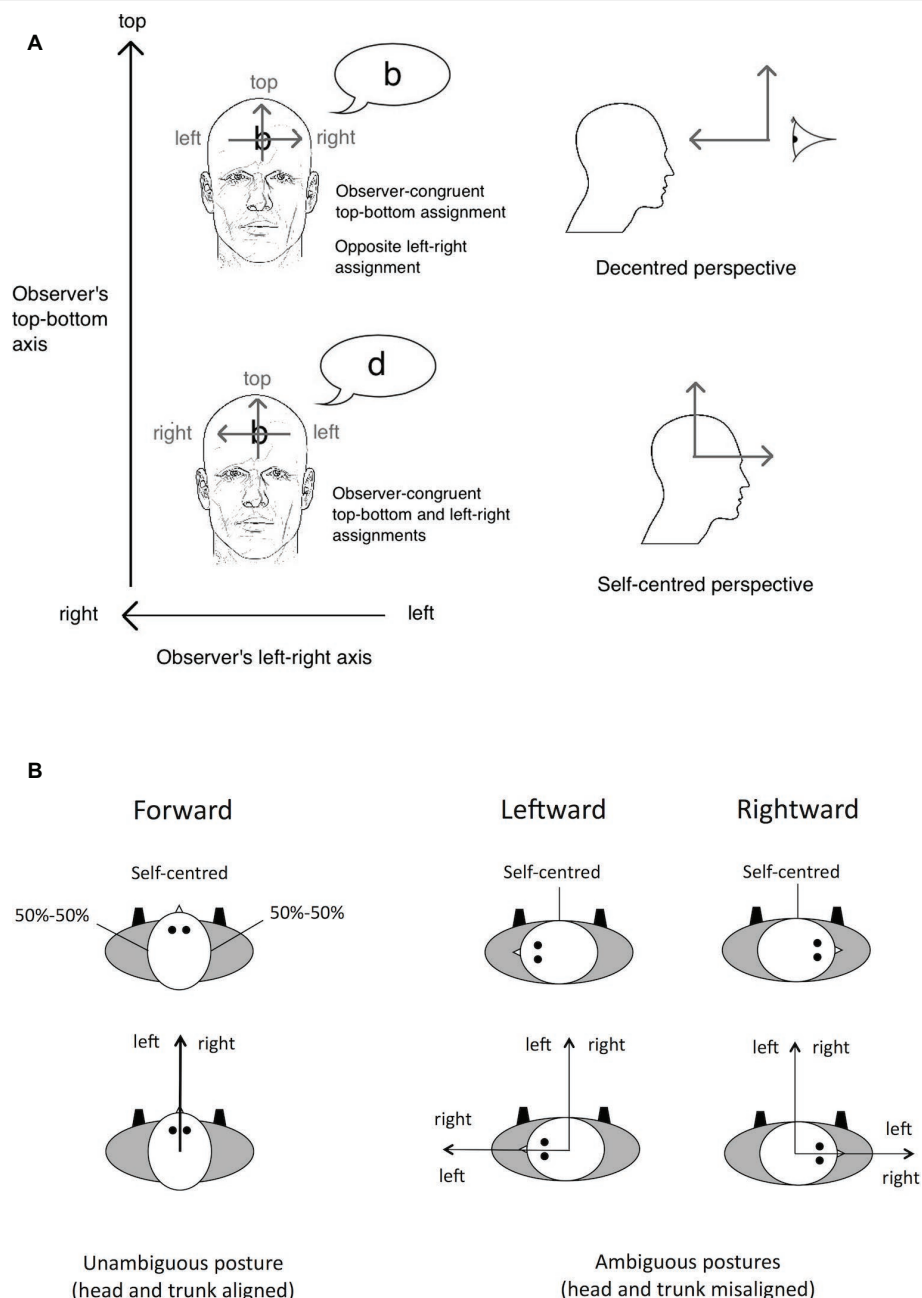 A
top
b
top
left
b
right
Observer-congruent
top-bottom assignment
Opposite left-right
assignment
Decentred perspective
Observer's
top-bottom
axis
d
top
right
b
left
Observer-congruent
top-bottom and left-right
assignments
Self-centred perspective
right
left
Observer's left-right axis
B
Forward
Leftward
Rightward
Self-centred
Self-centred
Self-centred
50%-50%
50%-50%
left
right
left
right
left
right
right
left
left
right
Unambiguous posture
(head and trunk aligned)
Ambiguous postures
(head and trunk misaligned)